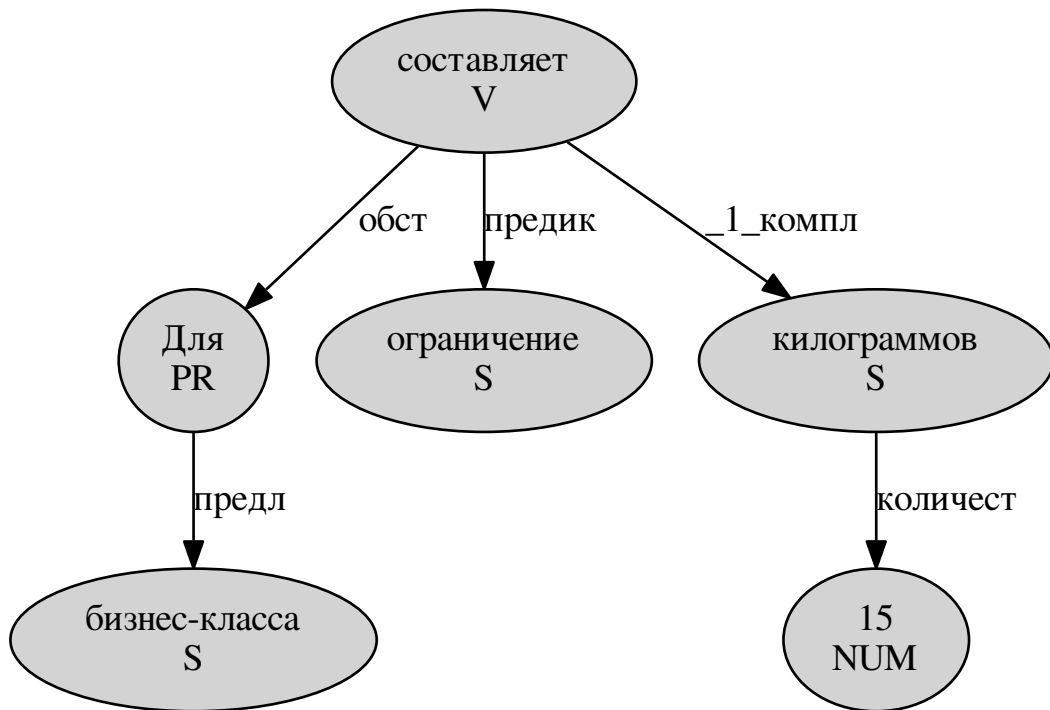 составляет
V
обст
предик
_1_компл
Для
PR
ограничение
S
килограммов
S
предл
количест
бизнес-класса
S
15
NUM